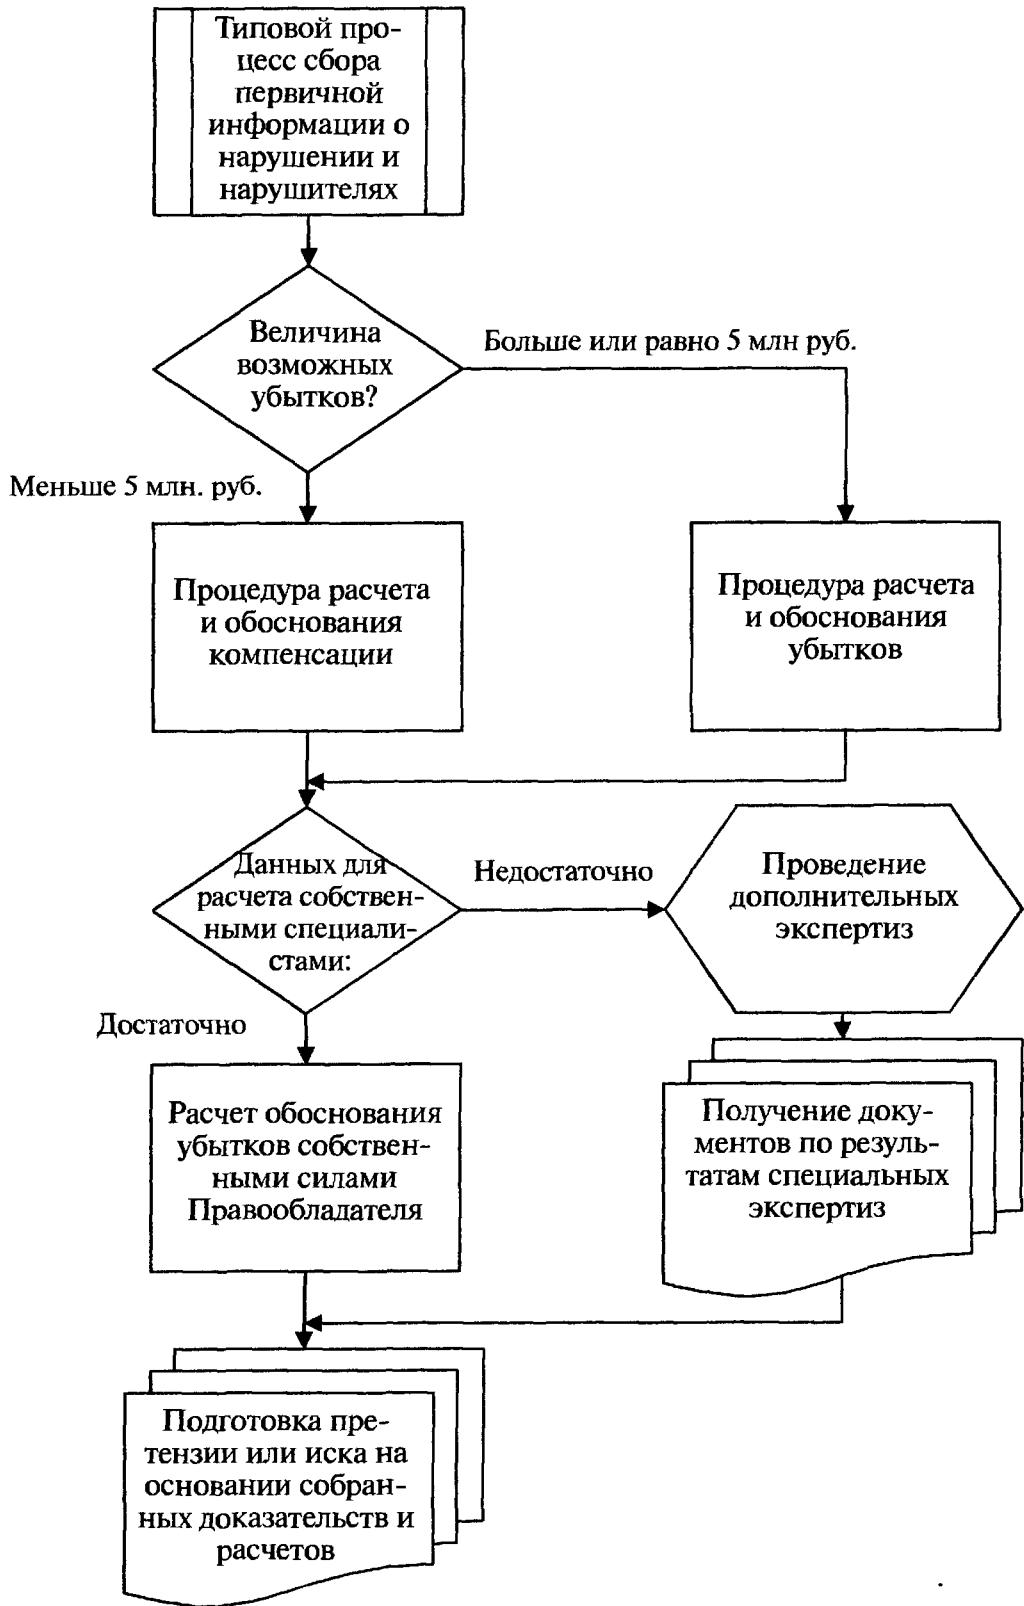 Типовой про-
цесс сбора
первичной
информации о
нарушении и
нарушителях
Величина
возможных
убытков?
Больше или равно 5 млн руб.
Меньше 5 млн. руб.
Процедура расчета
и обоснования
компенсации
Процедура расчета
и обоснования
убытков
Данных для
расчета собствен-
ными специали-
стами:
Недостаточно
Проведение
дополнительных
экспертиз
Достаточно
Расчет обоснования
убытков собствен-
ными силами
Правообладателя
Получение доку-
ментов по резуль-
татам специальных
экспертиз
Подготовка пре-
тензии или иска на
основании собран-
ных доказательств и
расчетов